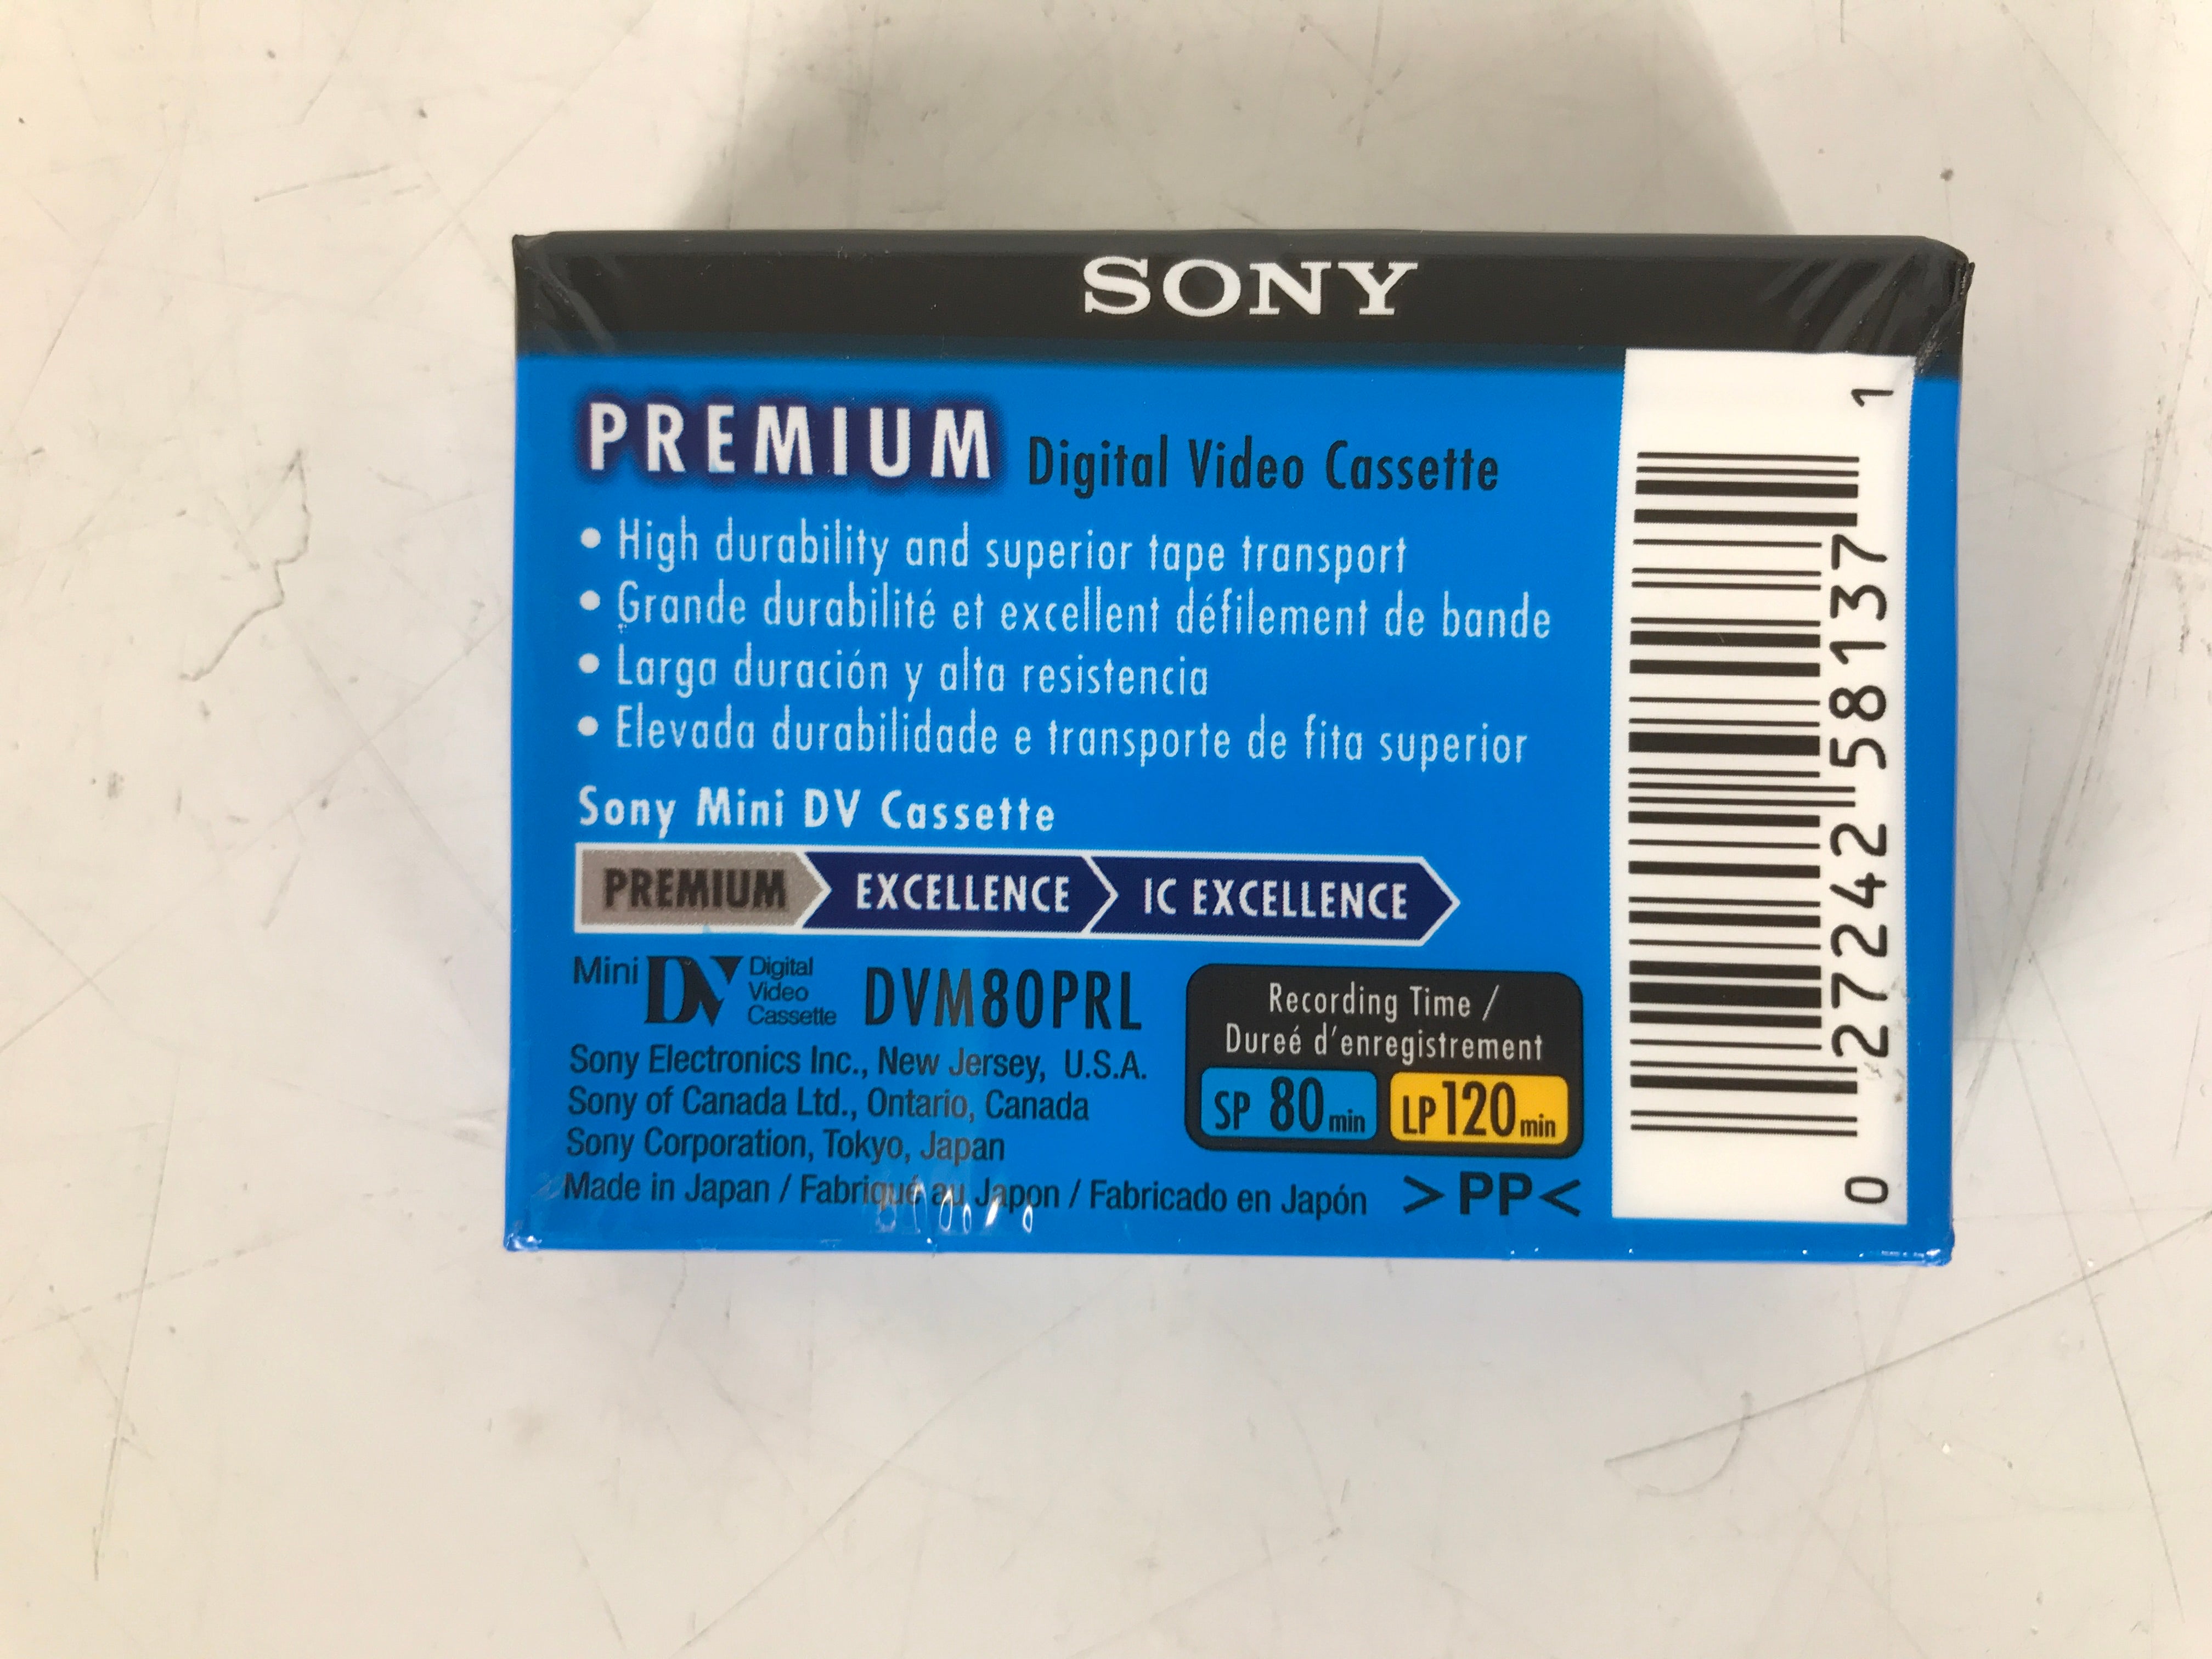 SONY
PREMIUM Digital Video Cassette
• High durability and superior tape transport
• Grande durabilité et excellent défilement de bande
• Larga duración y alta resistencia
• Elevada durabilidade e transporte de fita superior
Sony Mini DV Cassette
PREMIUM EXCELLENCE IC EXCELLENCE
Mini DV Digital Video Cassette DVM80PRL
Recording Time /
Dureé d'enregistrement
SP 80 min LP 120 min
Sony Electronics Inc., New Jersey, U.S.A.
Sony of Canada Ltd., Ontario, Canada
Sony Corporation, Tokyo, Japan
Made in Japan / Fabriqué au Japon / Fabricado en Japón >PP<
0 27242 58137 1